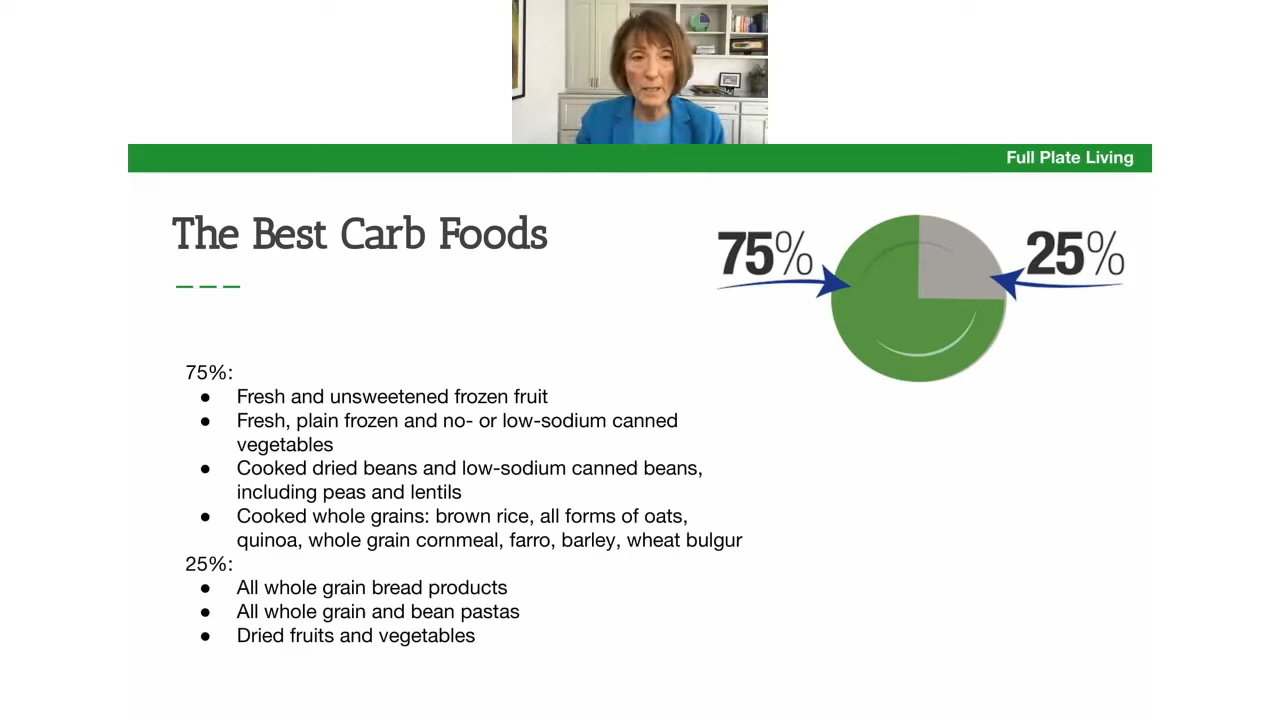 Full Plate Living
The Best Carb Foods
75%
25%
75%:
● Fresh and unsweetened frozen fruit
● Fresh, plain frozen and no- or low-sodium canned
vegetables
● Cooked dried beans and low-sodium canned beans,
including peas and lentils
● Cooked whole grains: brown rice, all forms of oats,
quinoa, whole grain cornmeal, farro, barley, wheat bulgur
25%:
● All whole grain bread products
● All whole grain and bean pastas
● Dried fruits and vegetables